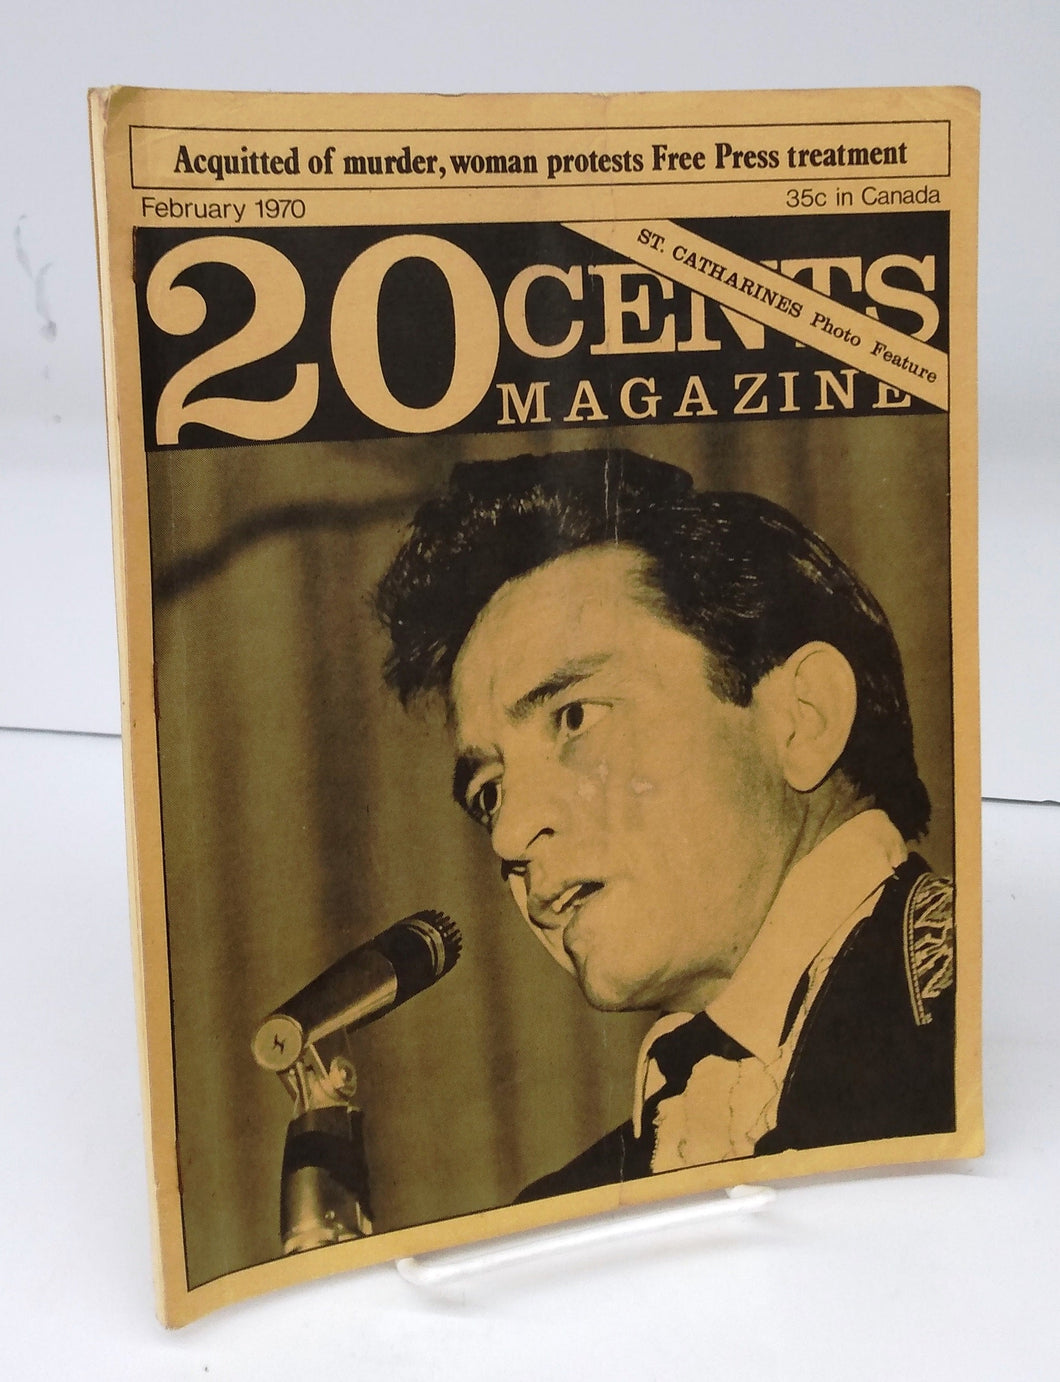 Acquitted of murder, woman protests Free Press treatment
February 1970
35c in Canada
20 CENTS
MAGAZINE
ST. CATHARINES Photo Feature